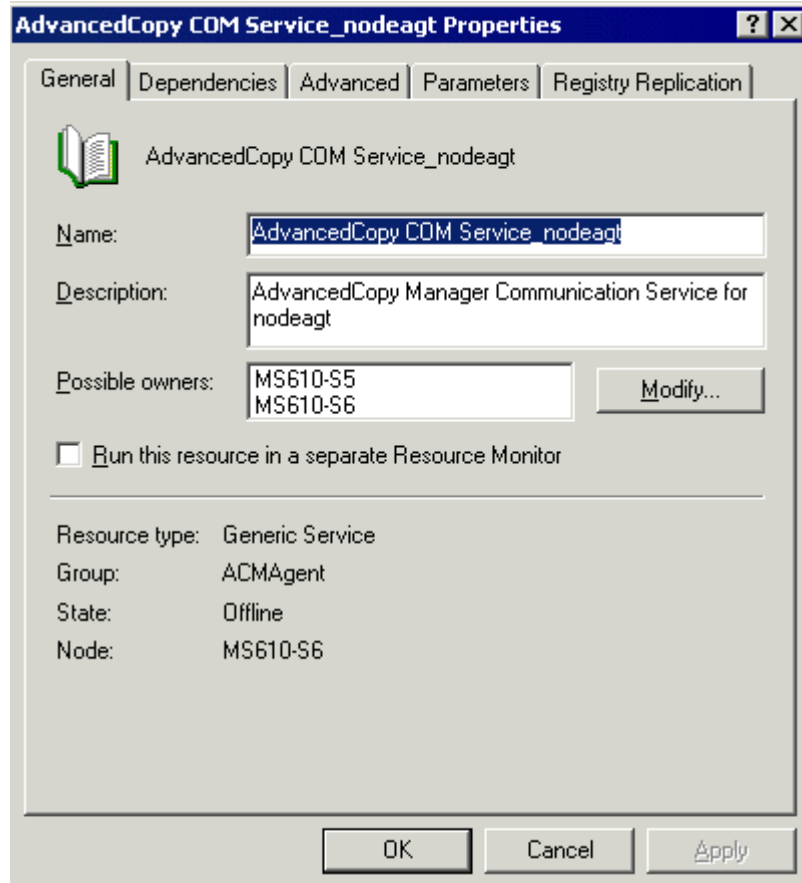 AdvancedCopy COM Service_nodeagt Properties
General Dependencies Advanced Parameters Registry Replication
AdvancedCopy COM Service_nodeagt
Name: AdvancedCopy COM Service_nodeagt
Description: AdvancedCopy Manager Communication Service for
nodeagt
Possible owners: MS610-S5
MS610-S6
Modify...
Run this resource in a separate Resource Monitor
Resource type: Generic Service
Group: ACMAgent
State: Offline
Node: MS610-S6
OK Cancel Apply